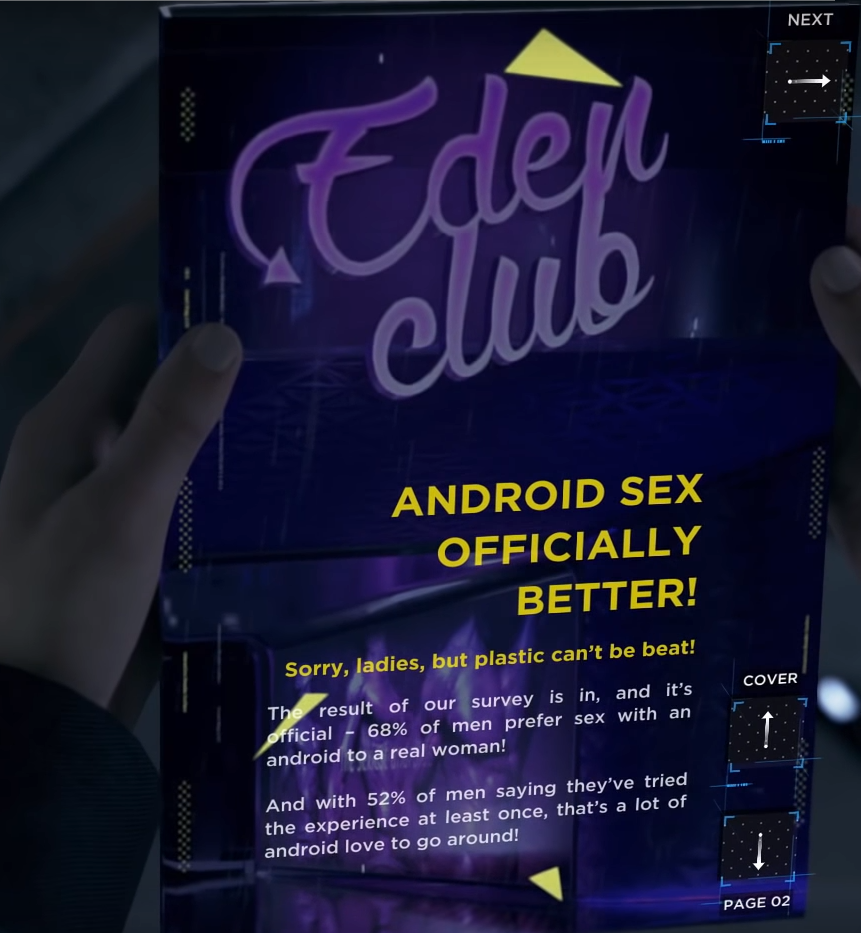 NEXT
Eden
club
ANDROID SEX
OFFICIALLY
BETTER!
Sorry, ladies, but plastic can't be beat!
The result of our survey is in, and it's
official – 68% of men prefer sex with an
android to a real woman!
And with 52% of men saying they've tried
the experience at least once, that's a lot of
android love to go around!
COVER
PAGE 02